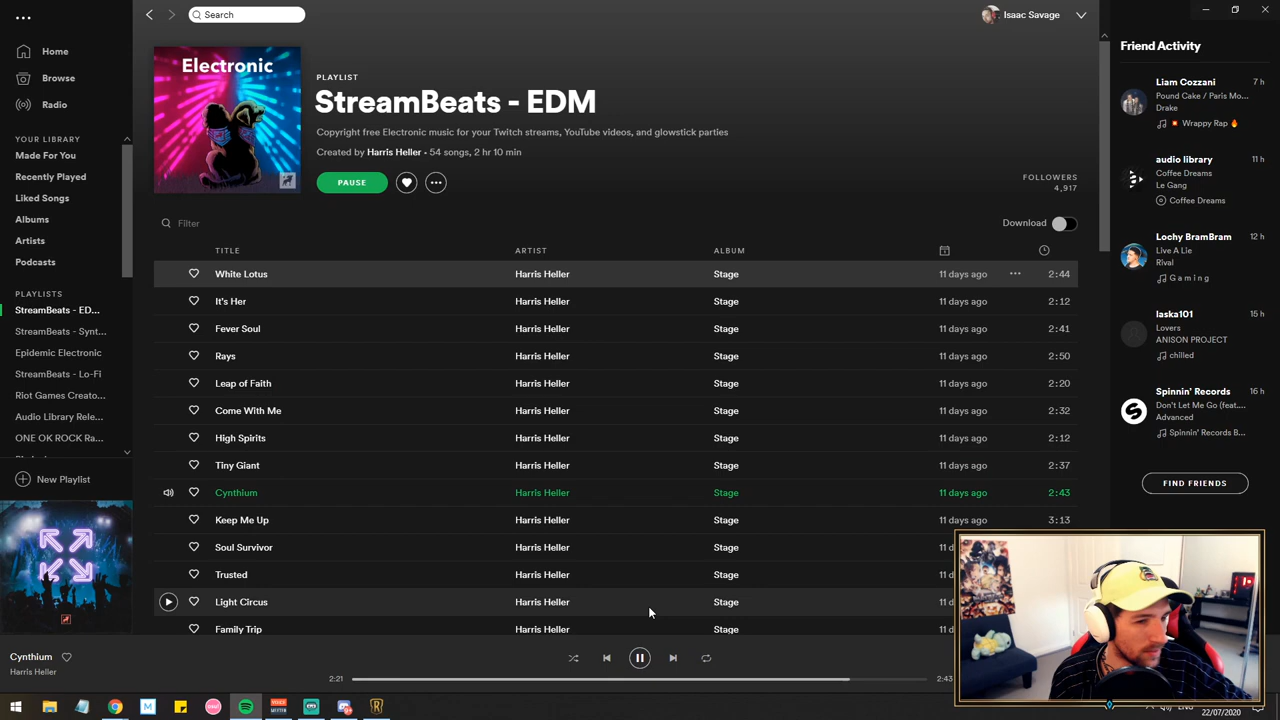 Search
Isaac Savage
Home
Browse
Radio
YOUR LIBRARY
Made For You
Recently Played
Liked Songs
Albums
Artists
Podcasts
PLAYLISTS
StreamBeats - ED...
StreamBeats - Synt...
Epidemic Electronic
StreamBeats - Lo-Fi
Riot Games Creato...
Audio Library Rele...
ONE OK ROCK Ra...
New Playlist
Electronic
PLAYLIST
StreamBeats - EDM
Copyright free Electronic music for your Twitch streams, YouTube videos, and glowstick parties
Created by Harris Heller • 54 songs, 2 hr 10 min
PAUSE
FOLLOWERS
4,917
Filter
Download
TITLE ARTIST ALBUM
White Lotus Harris Heller Stage 11 days ago 2:44
It's Her Harris Heller Stage 11 days ago 2:12
Fever Soul Harris Heller Stage 11 days ago 2:41
Rays Harris Heller Stage 11 days ago 2:50
Leap of Faith Harris Heller Stage 11 days ago 2:20
Come With Me Harris Heller Stage 11 days ago 2:32
High Spirits Harris Heller Stage 11 days ago 2:12
Tiny Giant Harris Heller Stage 11 days ago 2:37
Cynthium Harris Heller Stage 11 days ago 2:43
Keep Me Up Harris Heller Stage 11 days ago 3:13
Soul Survivor Harris Heller Stage 11 d
Trusted Harris Heller Stage 11 d
Light Circus Harris Heller Stage 11 d
Family Trip Harris Heller Stage 11 d
Friend Activity
Liam Cozzani 7 h
Pound Cake / Paris Mo...
Drake
Wrappy Rap
audio library 11 h
Coffee Dreams
Le Gang
Coffee Dreams
Lochy BramBram 12 h
Live A Lie
Rival
G a m i n g
laska101 15 h
Lovers
ANISON PROJECT
chilled
Spinnin' Records 16 h
Don't Let Me Go (feat....
Advanced
Spinnin' Records B...
FIND FRIENDS
Cynthium
Harris Heller
2:21
2:43
22/07/2020